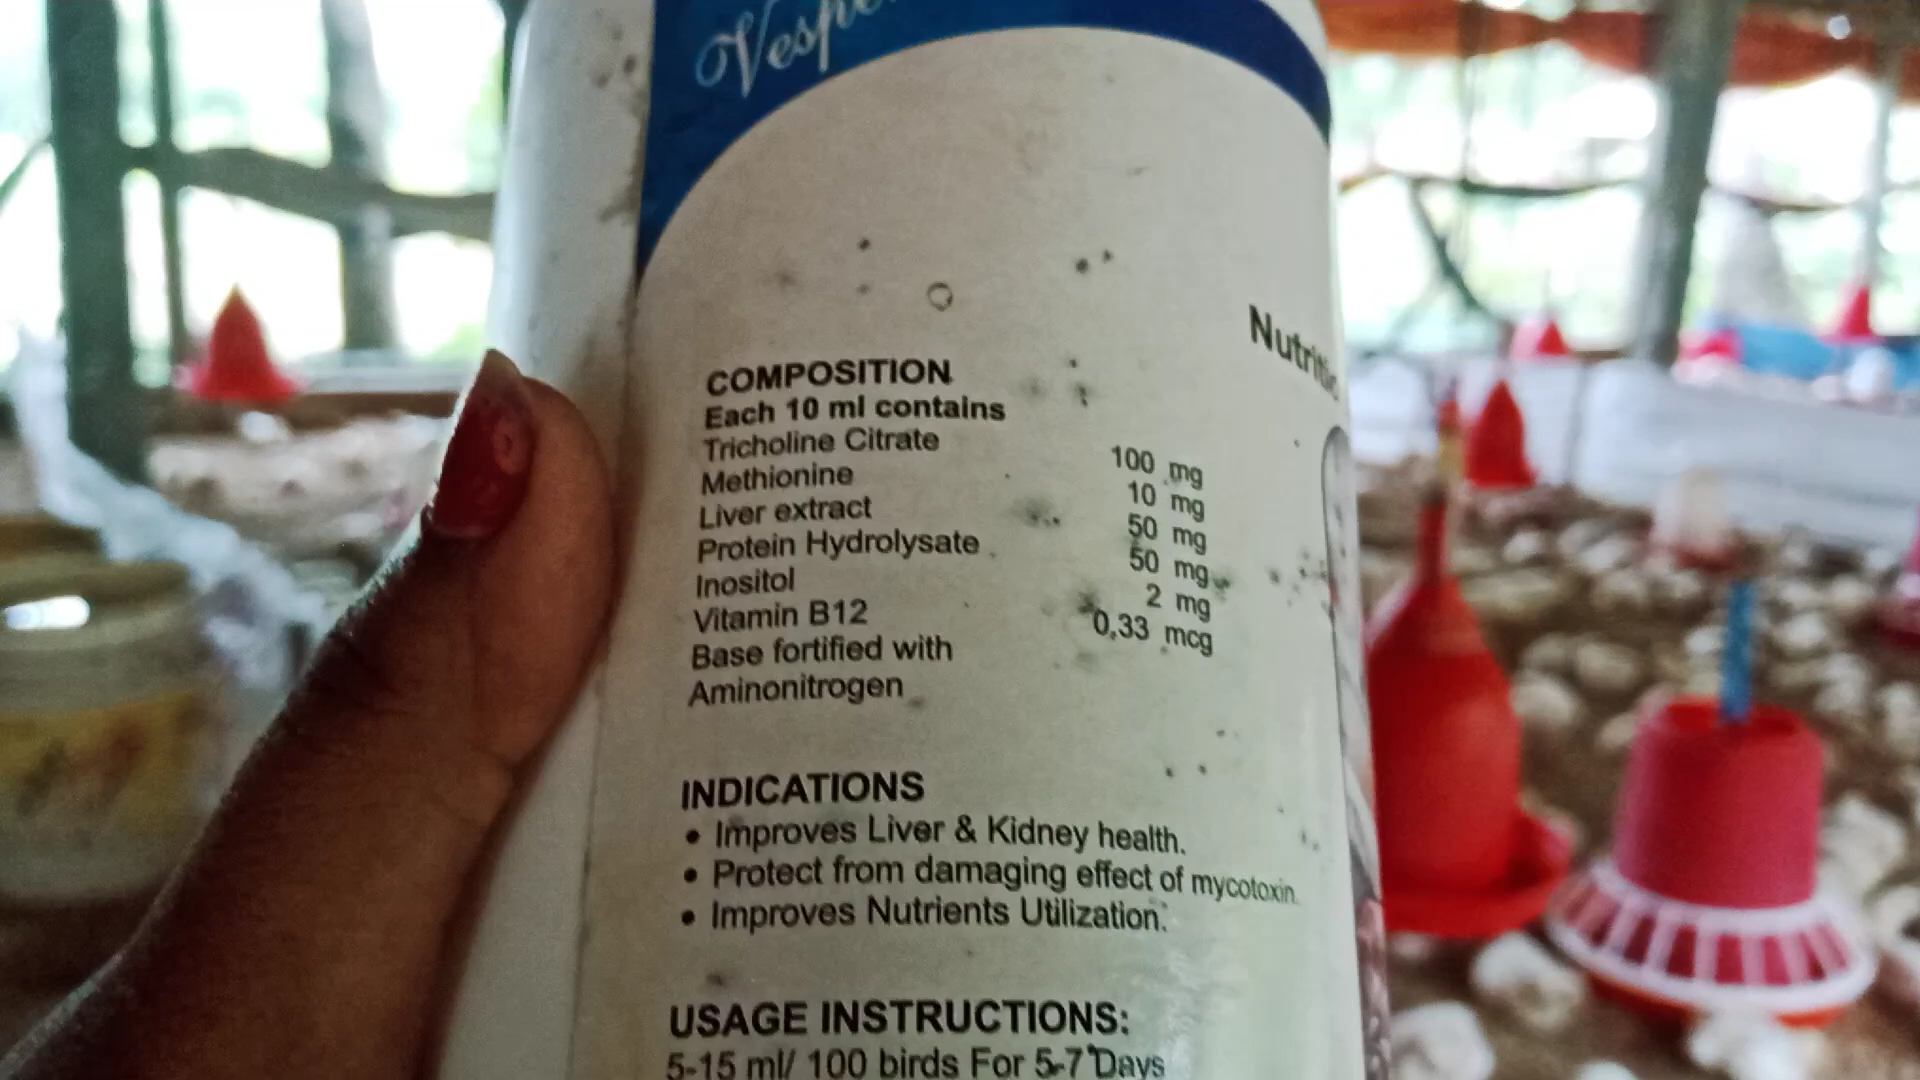 COMPOSITION
Each 10 ml contains
Tricholine Citrate 100 mg
Methionine 10 mg
Liver extract 50 mg
Protein Hydrolysate 50 mg
Inositol 2 mg
Vitamin B12 0,33 mcg
Base fortified with
Aminonitrogen
INDICATIONS
• Improves Liver & Kidney health.
• Protect from damaging effect of mycotoxin.
• Improves Nutrients Utilization.
USAGE INSTRUCTIONS:
5-15 ml/ 100 birds For 5-7 Days